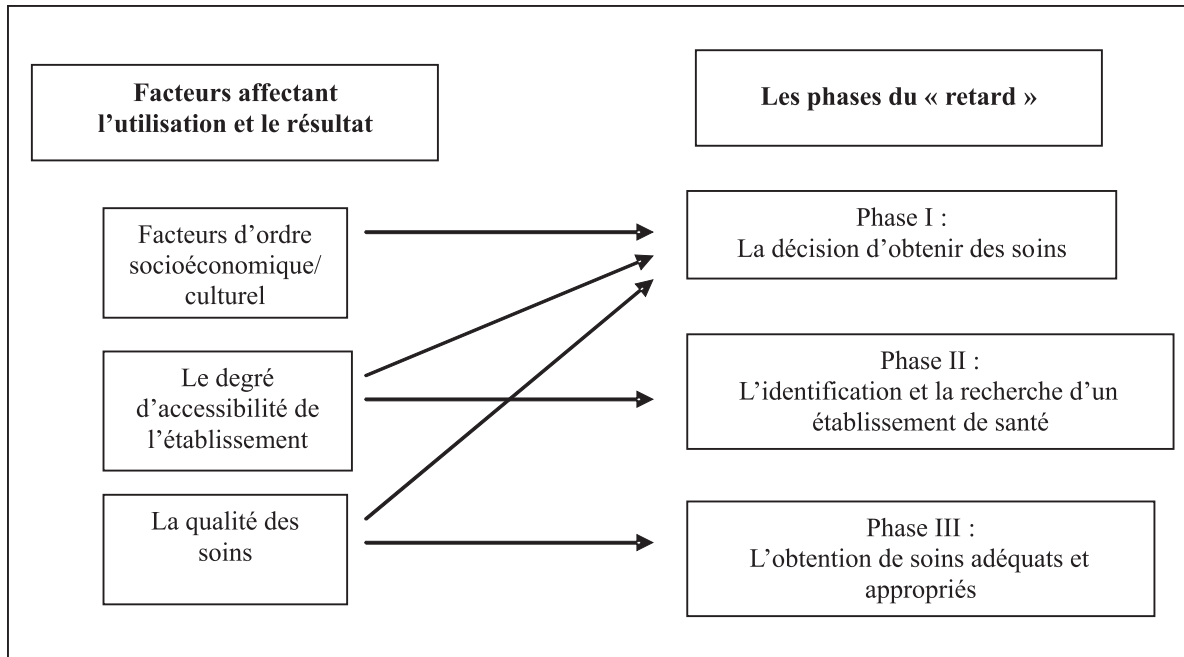 Facteurs affectant
l’utilisation et le résultat
Les phases du « retard »
Facteurs d’ordre
socioéconomique/
culturel
Phase I :
La décision d’obtenir des soins
Le degré
d’accessibilité de
l’établissement
Phase II :
L’identification et la recherche d’un
établissement de santé
La qualité des
soins
Phase III :
L’obtention de soins adéquats et
appropriés